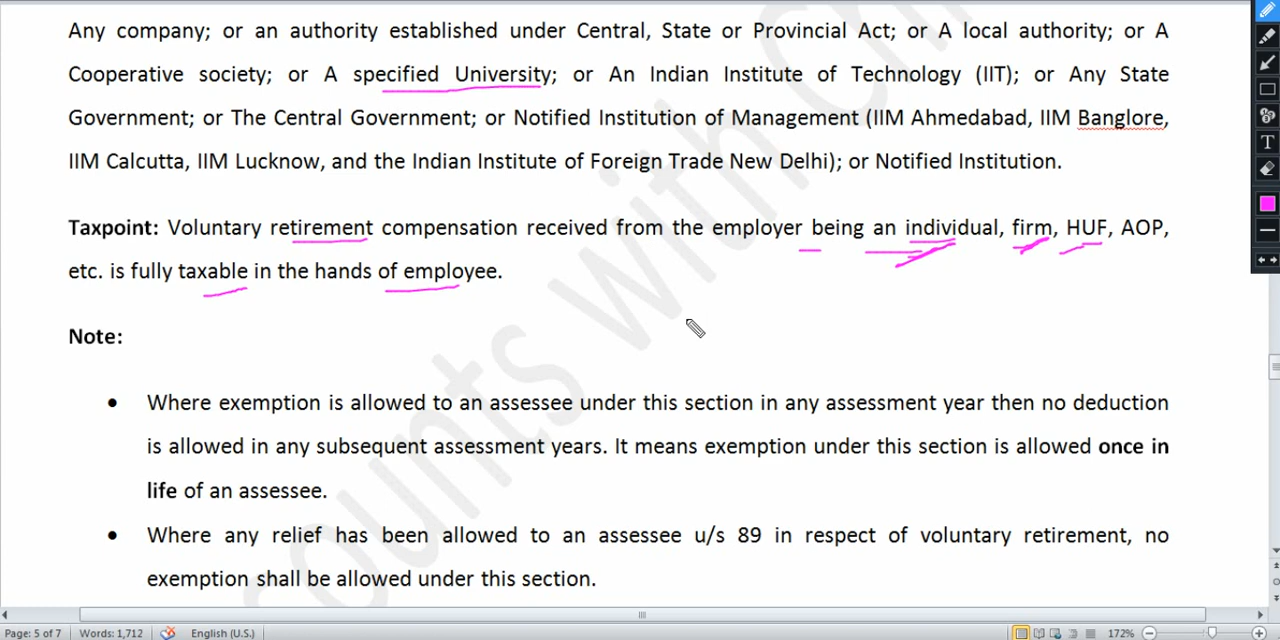 Any company; or an authority established under Central, State or Provincial Act; or A local authority; or A
Cooperative society; or A specified University; or An Indian Institute of Technology (IIT); or Any State
Government; or The Central Government; or Notified Institution of Management (IIM Ahmedabad, IIM Banglore,
IIM Calcutta, IIM Lucknow, and the Indian Institute of Foreign Trade New Delhi); or Notified Institution.
Taxpoint: Voluntary retirement compensation received from the employer being an individual, firm, HUF, AOP,
etc. is fully taxable in the hands of employee.
Note:
• Where exemption is allowed to an assessee under this section in any assessment year then no deduction
is allowed in any subsequent assessment years. It means exemption under this section is allowed once in
life of an assessee.
• Where any relief has been allowed to an assessee u/s 89 in respect of voluntary retirement, no
exemption shall be allowed under this section.
Page: 5 of 7 Words: 1,712 English (U.S.) 172%